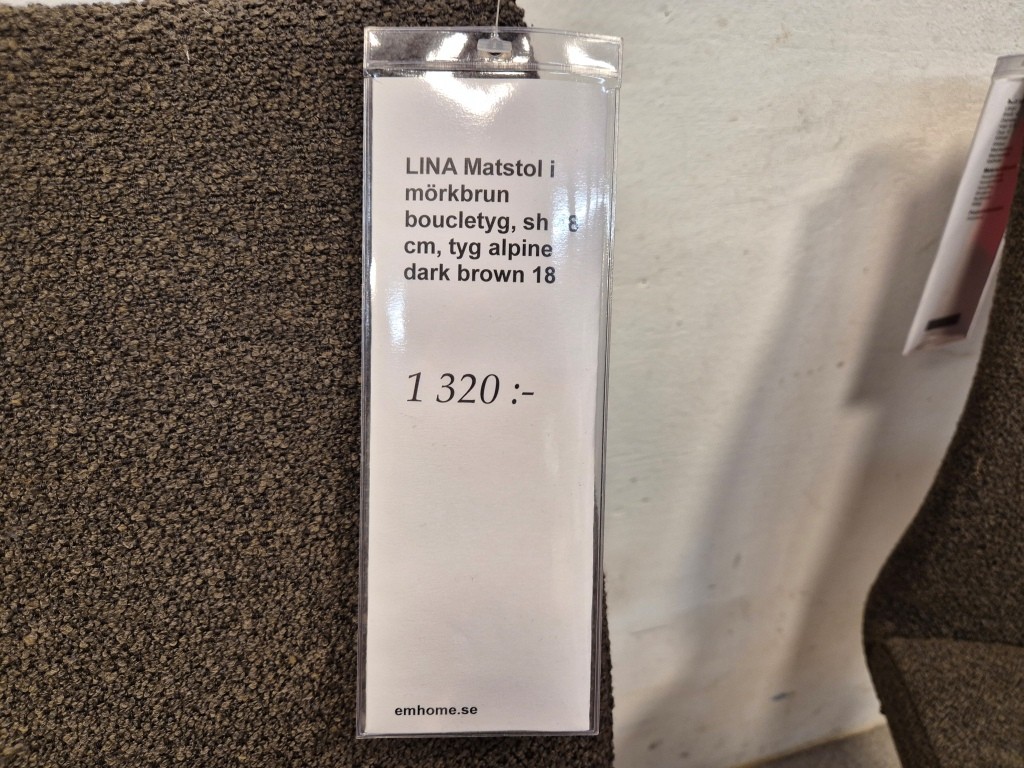 LINA Matstol i
mörkbrun
boucletyg, sh
cm, tyg alpine
dark brown 18
1 320 :-
emhome.se